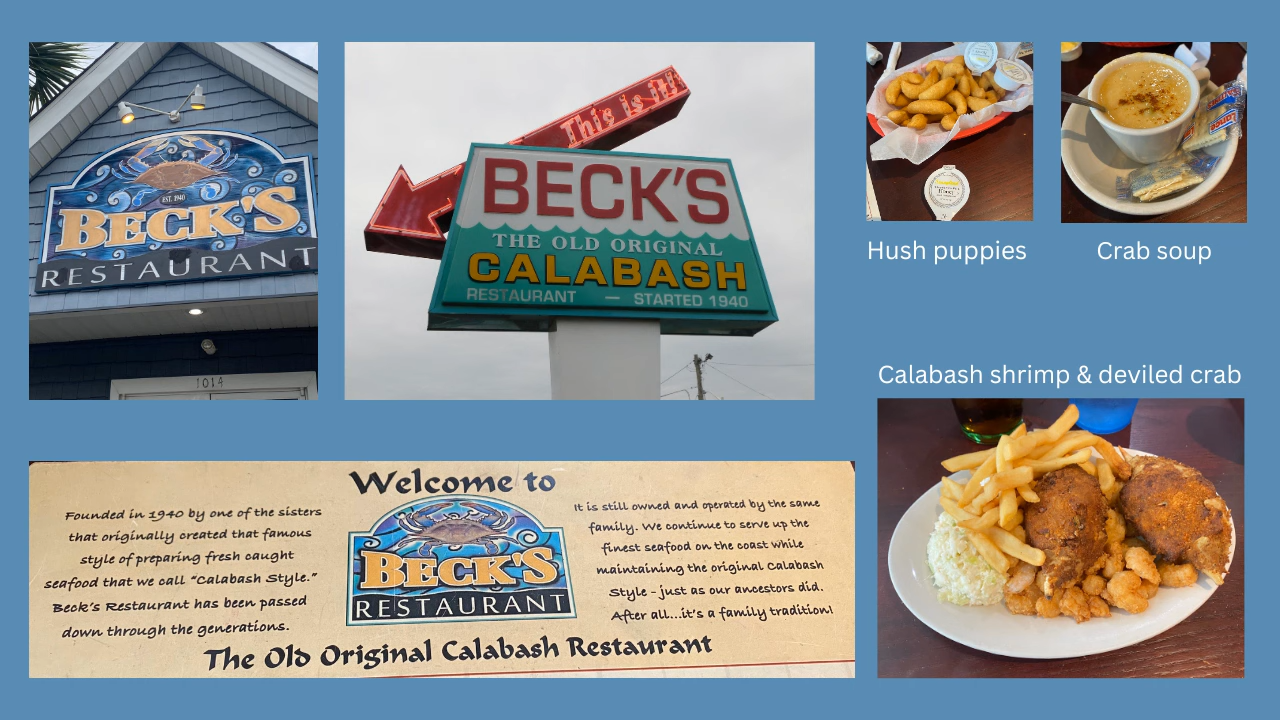 EST. 1940
BECK'S
RESTAURANT
1014
This is it!
BECK'S
THE OLD ORIGINAL
CALABASH
RESTAURANT — STARTED 1940
Hush puppies
Crab soup
Lance
Calabash shrimp & deviled crab
Welcome to
Founded in 1940 by one of the sisters
that originally created that famous
style of preparing fresh caught
seafood that we call "Calabash Style."
Beck's Restaurant has been passed
down through the generations.
BECK'S
RESTAURANT
It is still owned and operated by the same
family. We continue to serve up the
finest seafood on the coast while
maintaining the original Calabash
Style - just as our ancestors did.
After all...it's a family tradition!
The Old Original Calabash Restaurant